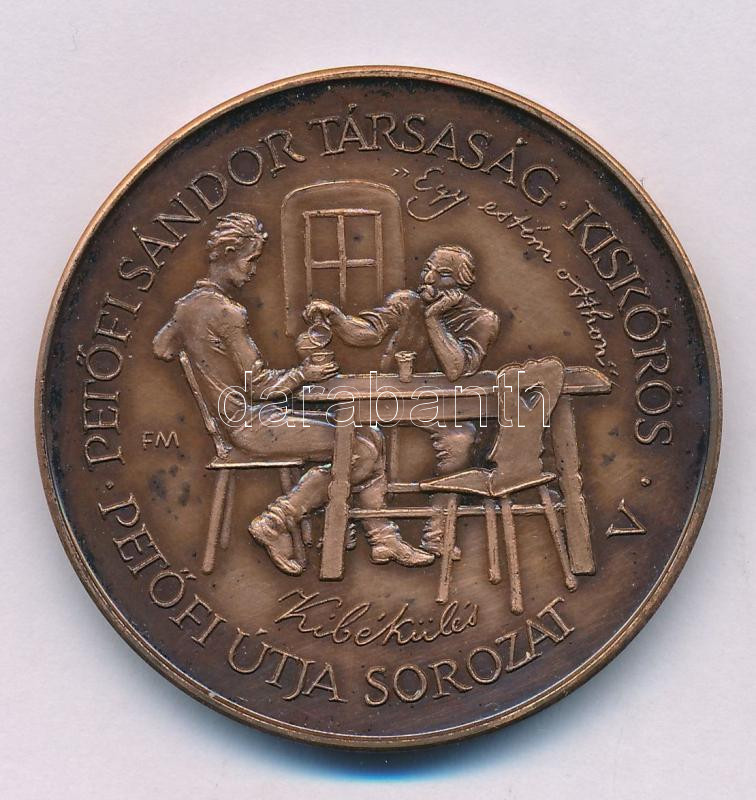 PETŐFI SÁNDOR TÁRSASÁG · KISKŐRÖS ·
V
· PETŐFI ÚTJA SOROZAT
„Egy estém otthon”
FM
Kibékülés
darabanth